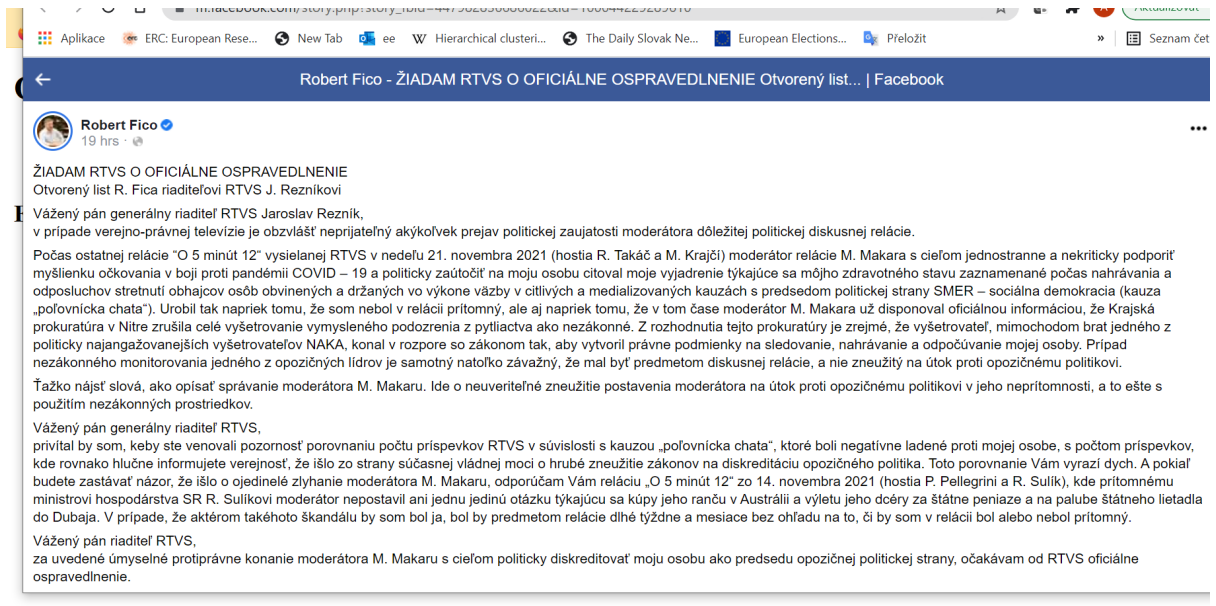 m.facebook.com/story.php?story_fbid=447982896686022&id=100044229289616
Aktualizovat
Aplikace ERC: European Rese... New Tab ee Hierarchical clusteri... The Daily Slovak Ne... European Elections... Přeložit » Seznam čet
Robert Fico - ŽIADAM RTVS O OFICIÁLNE OSPRAVEDLNENIE Otvorený list... | Facebook
Robert Fico
19 hrs ·
ŽIADAM RTVS O OFICIÁLNE OSPRAVEDLNENIE
Otvorený list R. Fica riaditeľovi RTVS J. Rezníkovi
Vážený pán generálny riaditeľ RTVS Jaroslav Rezník,
v prípade verejno-právnej televízie je obzvlášť neprijateľný akýkoľvek prejav politickej zaujatosti moderátora dôležitej politickej diskusnej relácie.
Počas ostatnej relácie “O 5 minút 12” vysielanej RTVS v nedeľu 21. novembra 2021 (hostia R. Takáč a M. Krajčí) moderátor relácie M. Makara s cieľom jednostranne a nekriticky podporiť
myšlienku očkovania v boji proti pandémii COVID – 19 a politicky zaútočiť na moju osobu citoval moje vyjadrenie týkajúce sa môjho zdravotného stavu zaznamenané počas nahrávania a
odposluchov stretnutí obhajcov osôb obvinených a držaných vo výkone väzby v citlivých a medializovaných kauzách s predsedom politickej strany SMER – sociálna demokracia (kauza
„poľovnícka chata“). Urobil tak napriek tomu, že som nebol v relácii prítomný, ale aj napriek tomu, že v tom čase moderátor M. Makara už disponoval oficiálnou informáciou, že Krajská
prokuratúra v Nitre zrušila celé vyšetrovanie vymysleného podozrenia z pytliactva ako nezákonné. Z rozhodnutia tejto prokuratúry je zrejmé, že vyšetrovateľ, mimochodom brat jedného z
politicky najangažovanejších vyšetrovateľov NAKA, konal v rozpore so zákonom tak, aby vytvoril právne podmienky na sledovanie, nahrávanie a odpočúvanie mojej osoby. Prípad
nezákonného monitorovania jedného z opozičných lídrov je samotný natoľko závažný, že mal byť predmetom diskusnej relácie, a nie zneužitý na útok proti opozičnému politikovi.
Ťažko nájsť slová, ako opísať správanie moderátora M. Makaru. Ide o neuveriteľné zneužitie postavenia moderátora na útok proti opozičnému politikovi v jeho neprítomnosti, a to ešte s
použitím nezákonných prostriedkov.
Vážený pán generálny riaditeľ RTVS,
privítal by som, keby ste venovali pozornosť porovnaniu počtu príspevkov RTVS v súvislosti s kauzou „poľovnícka chata“, ktoré boli negatívne ladené proti mojej osobe, s počtom príspevkov,
kde rovnako hlučne informujete verejnosť, že išlo zo strany súčasnej vládnej moci o hrubé zneužitie zákonov na diskreditáciu opozičného politika. Toto porovnanie Vám vyrazí dych. A pokiaľ
budete zastávať názor, že išlo o ojedinelé zlyhanie moderátora M. Makaru, odporúčam Vám reláciu „O 5 minút 12“ zo 14. novembra 2021 (hostia P. Pellegrini a R. Sulík), kde prítomnému
ministrovi hospodárstva SR R. Sulíkovi moderátor nepostavil ani jednu jedinú otázku týkajúcu sa kúpy jeho ranču v Austrálii a výletu jeho dcéry za štátne peniaze a na palube štátneho lietadla
do Dubaja. V prípade, že aktérom takéhoto škandálu by som bol ja, bol by predmetom relácie dlhé týždne a mesiace bez ohľadu na to, či by som v relácii bol alebo nebol prítomný.
Vážený pán riaditeľ RTVS,
za uvedené úmyselné protiprávne konanie moderátora M. Makaru s cieľom politicky diskreditovať moju osobu ako predsedu opozičnej politickej strany, očakávam od RTVS oficiálne
ospravedlnenie.